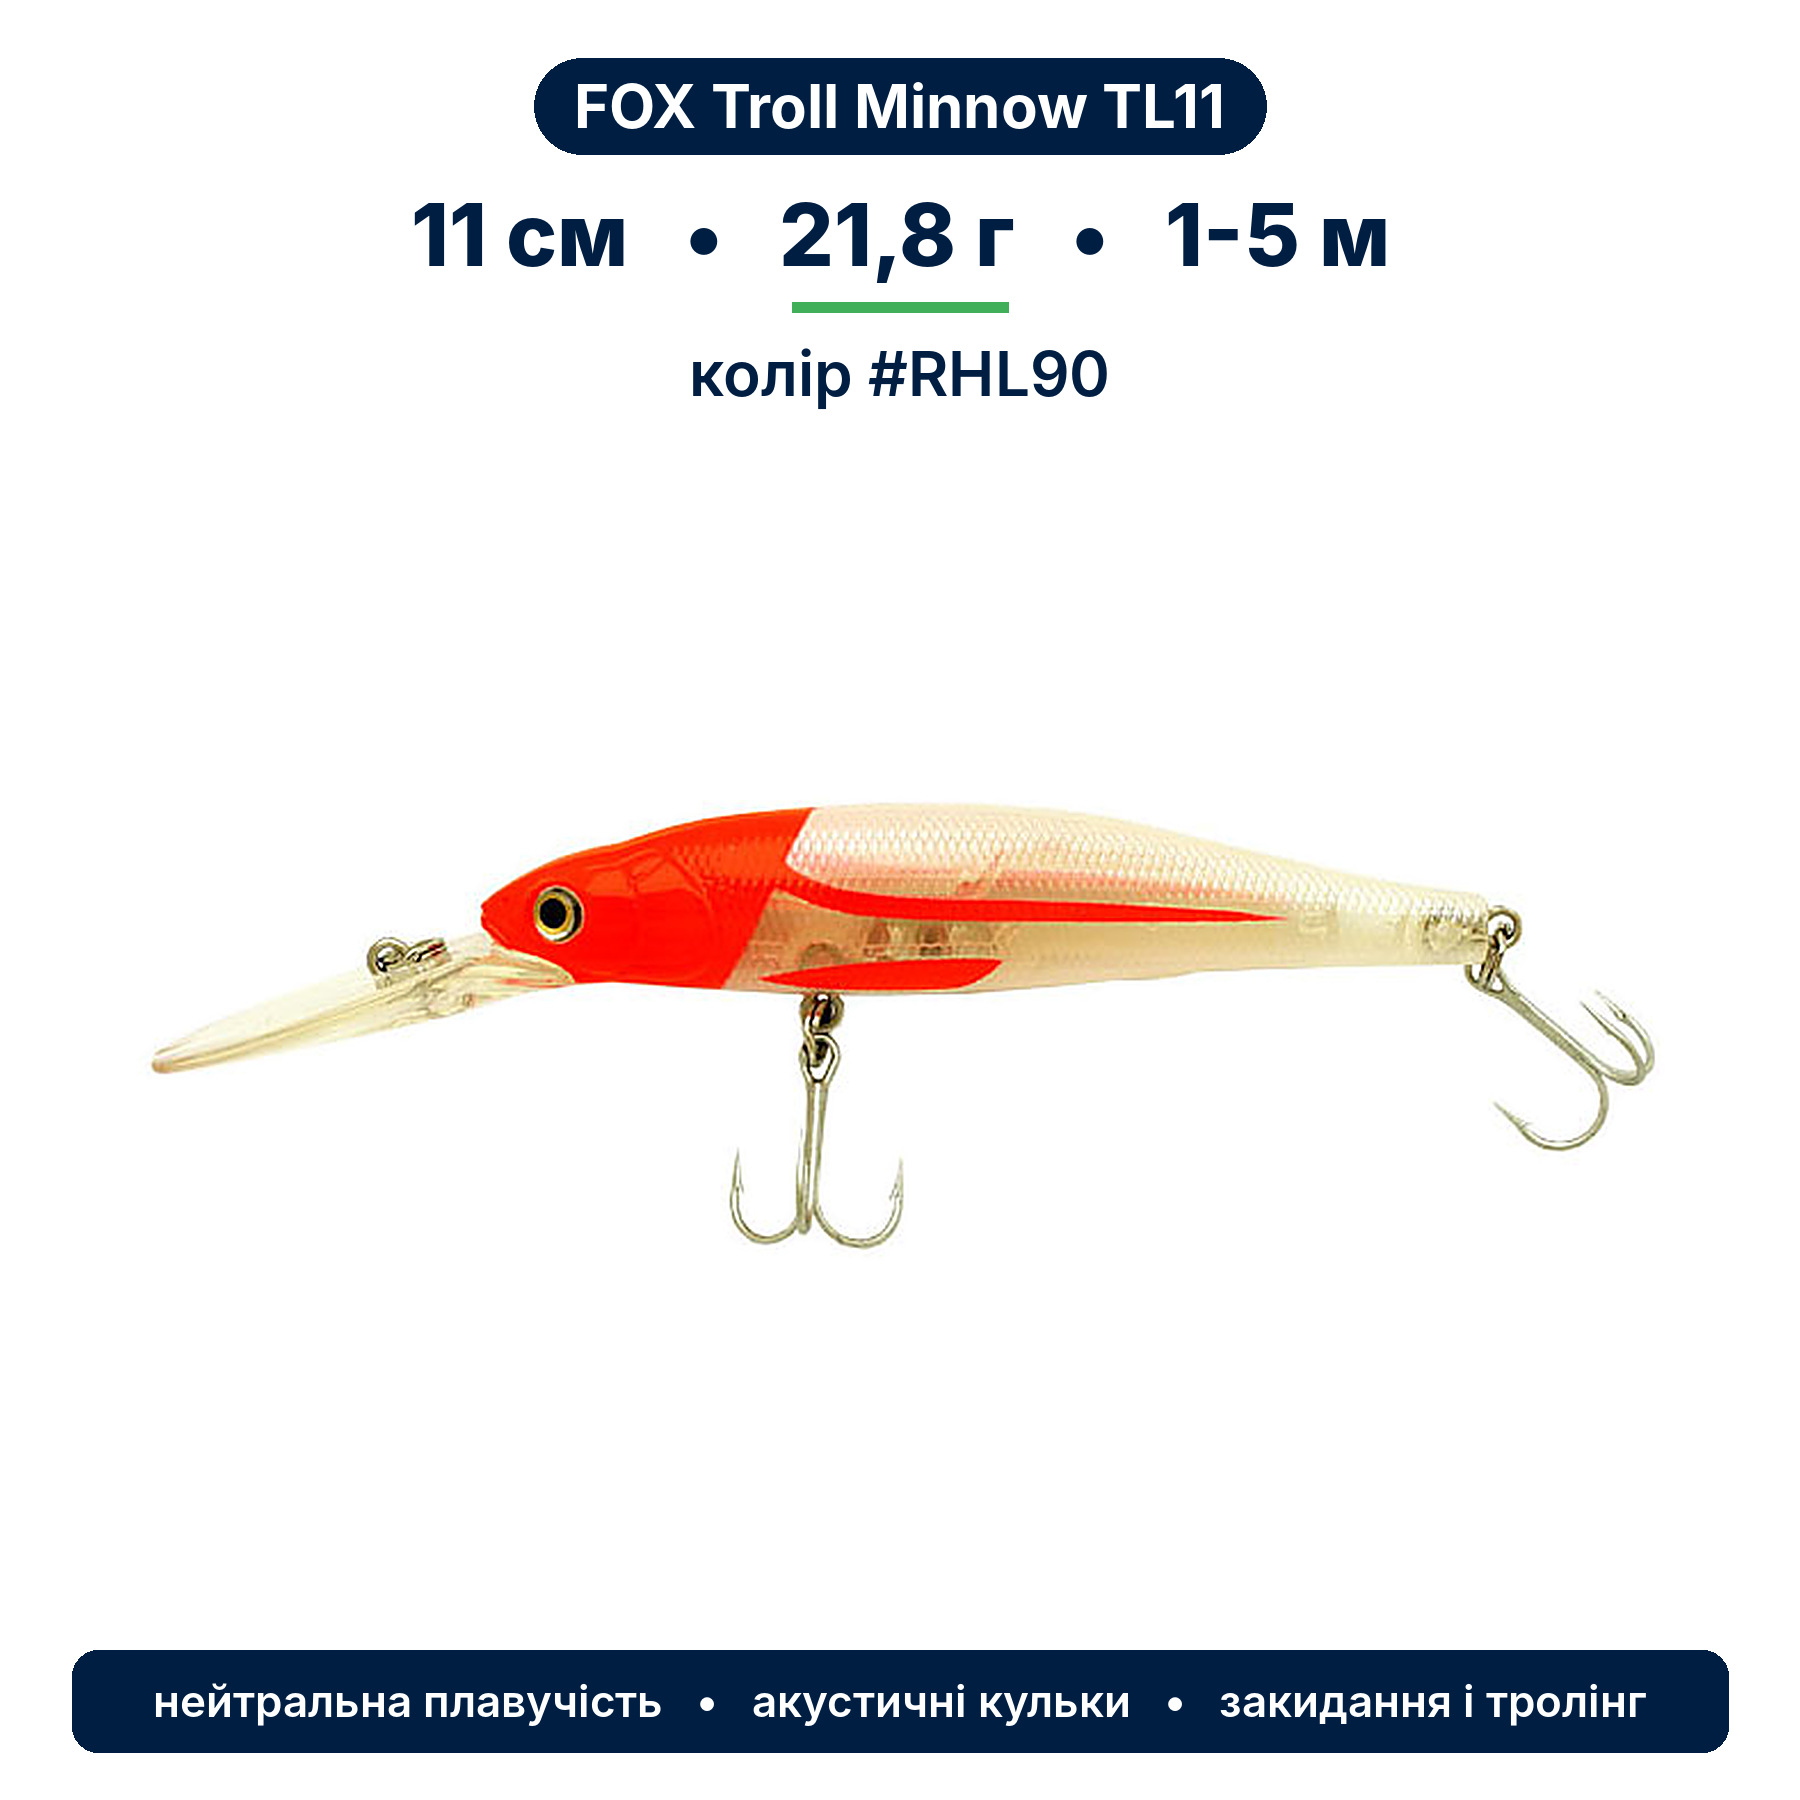 FOX Troll Minnow TL11
11 см • 21,8 г • 1-5 м
колір #RHL90
нейтральна плавучість • акустичні кульки • закидання і тролінг